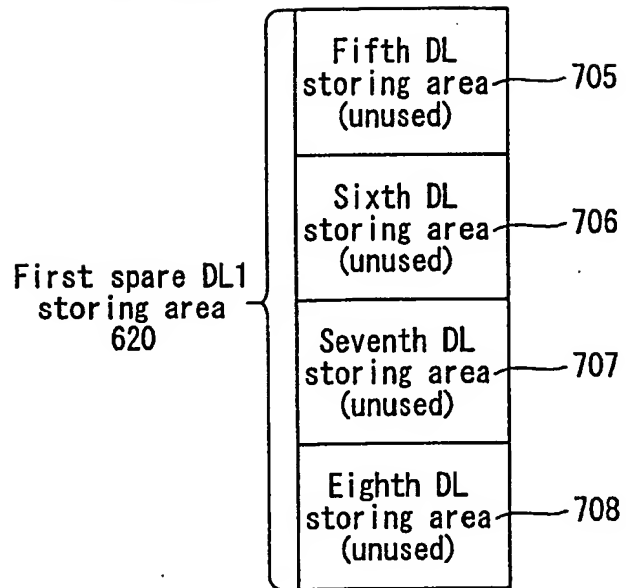 Fifth DL
storing area
(unused)
705
Sixth DL
storing area
(unused)
706
First spare DL1
storing area
620
Seventh DL
storing area
(unused)
707
Eighth DL
storing area
(unused)
708